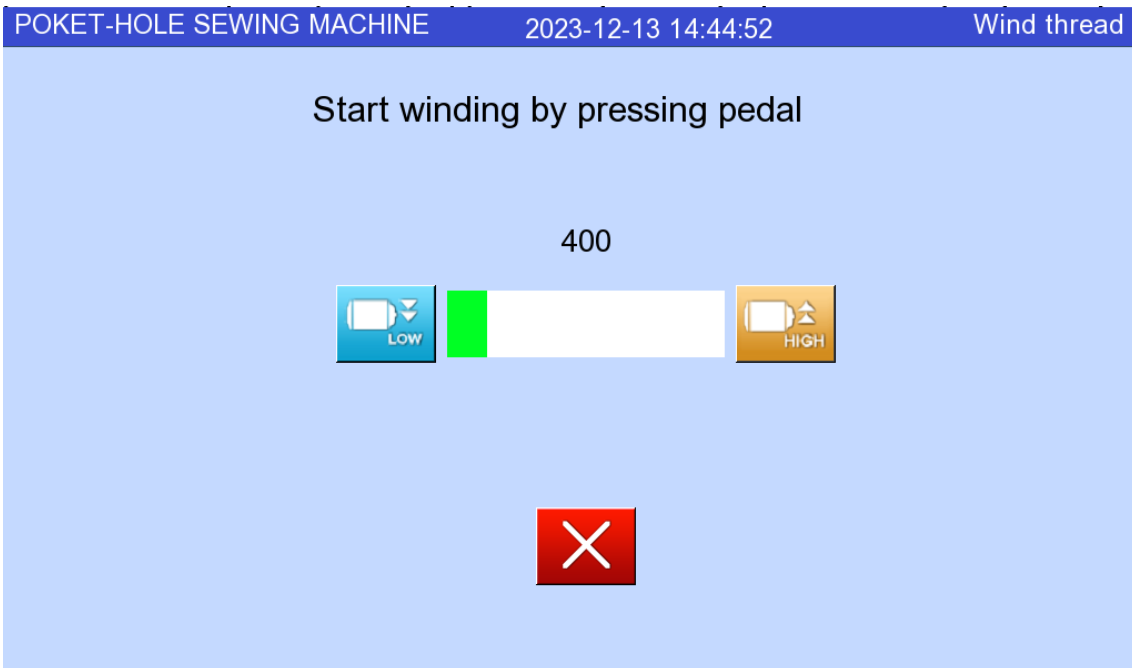 POKET-HOLE SEWING MACHINE 2023-12-13 14:44:52 Wind thread
Start winding by pressing pedal
400
LOW HIGH